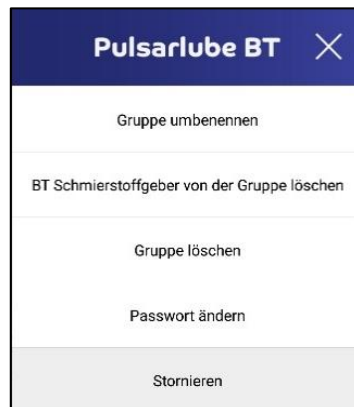 Pulsarlube BT
Gruppe umbenennen
BT Schmierstoffgeber von der Gruppe löschen
Gruppe löschen
Passwort ändern
Stornieren